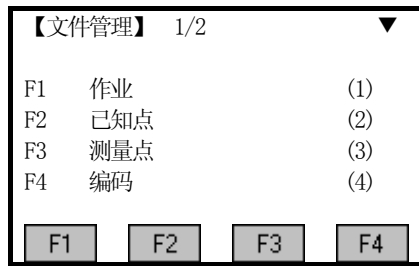 【文件管理】 1/2 ▼
F1 作业 (1)
F2 已知点 (2)
F3 测量点 (3)
F4 编码 (4)
F1 F2 F3 F4